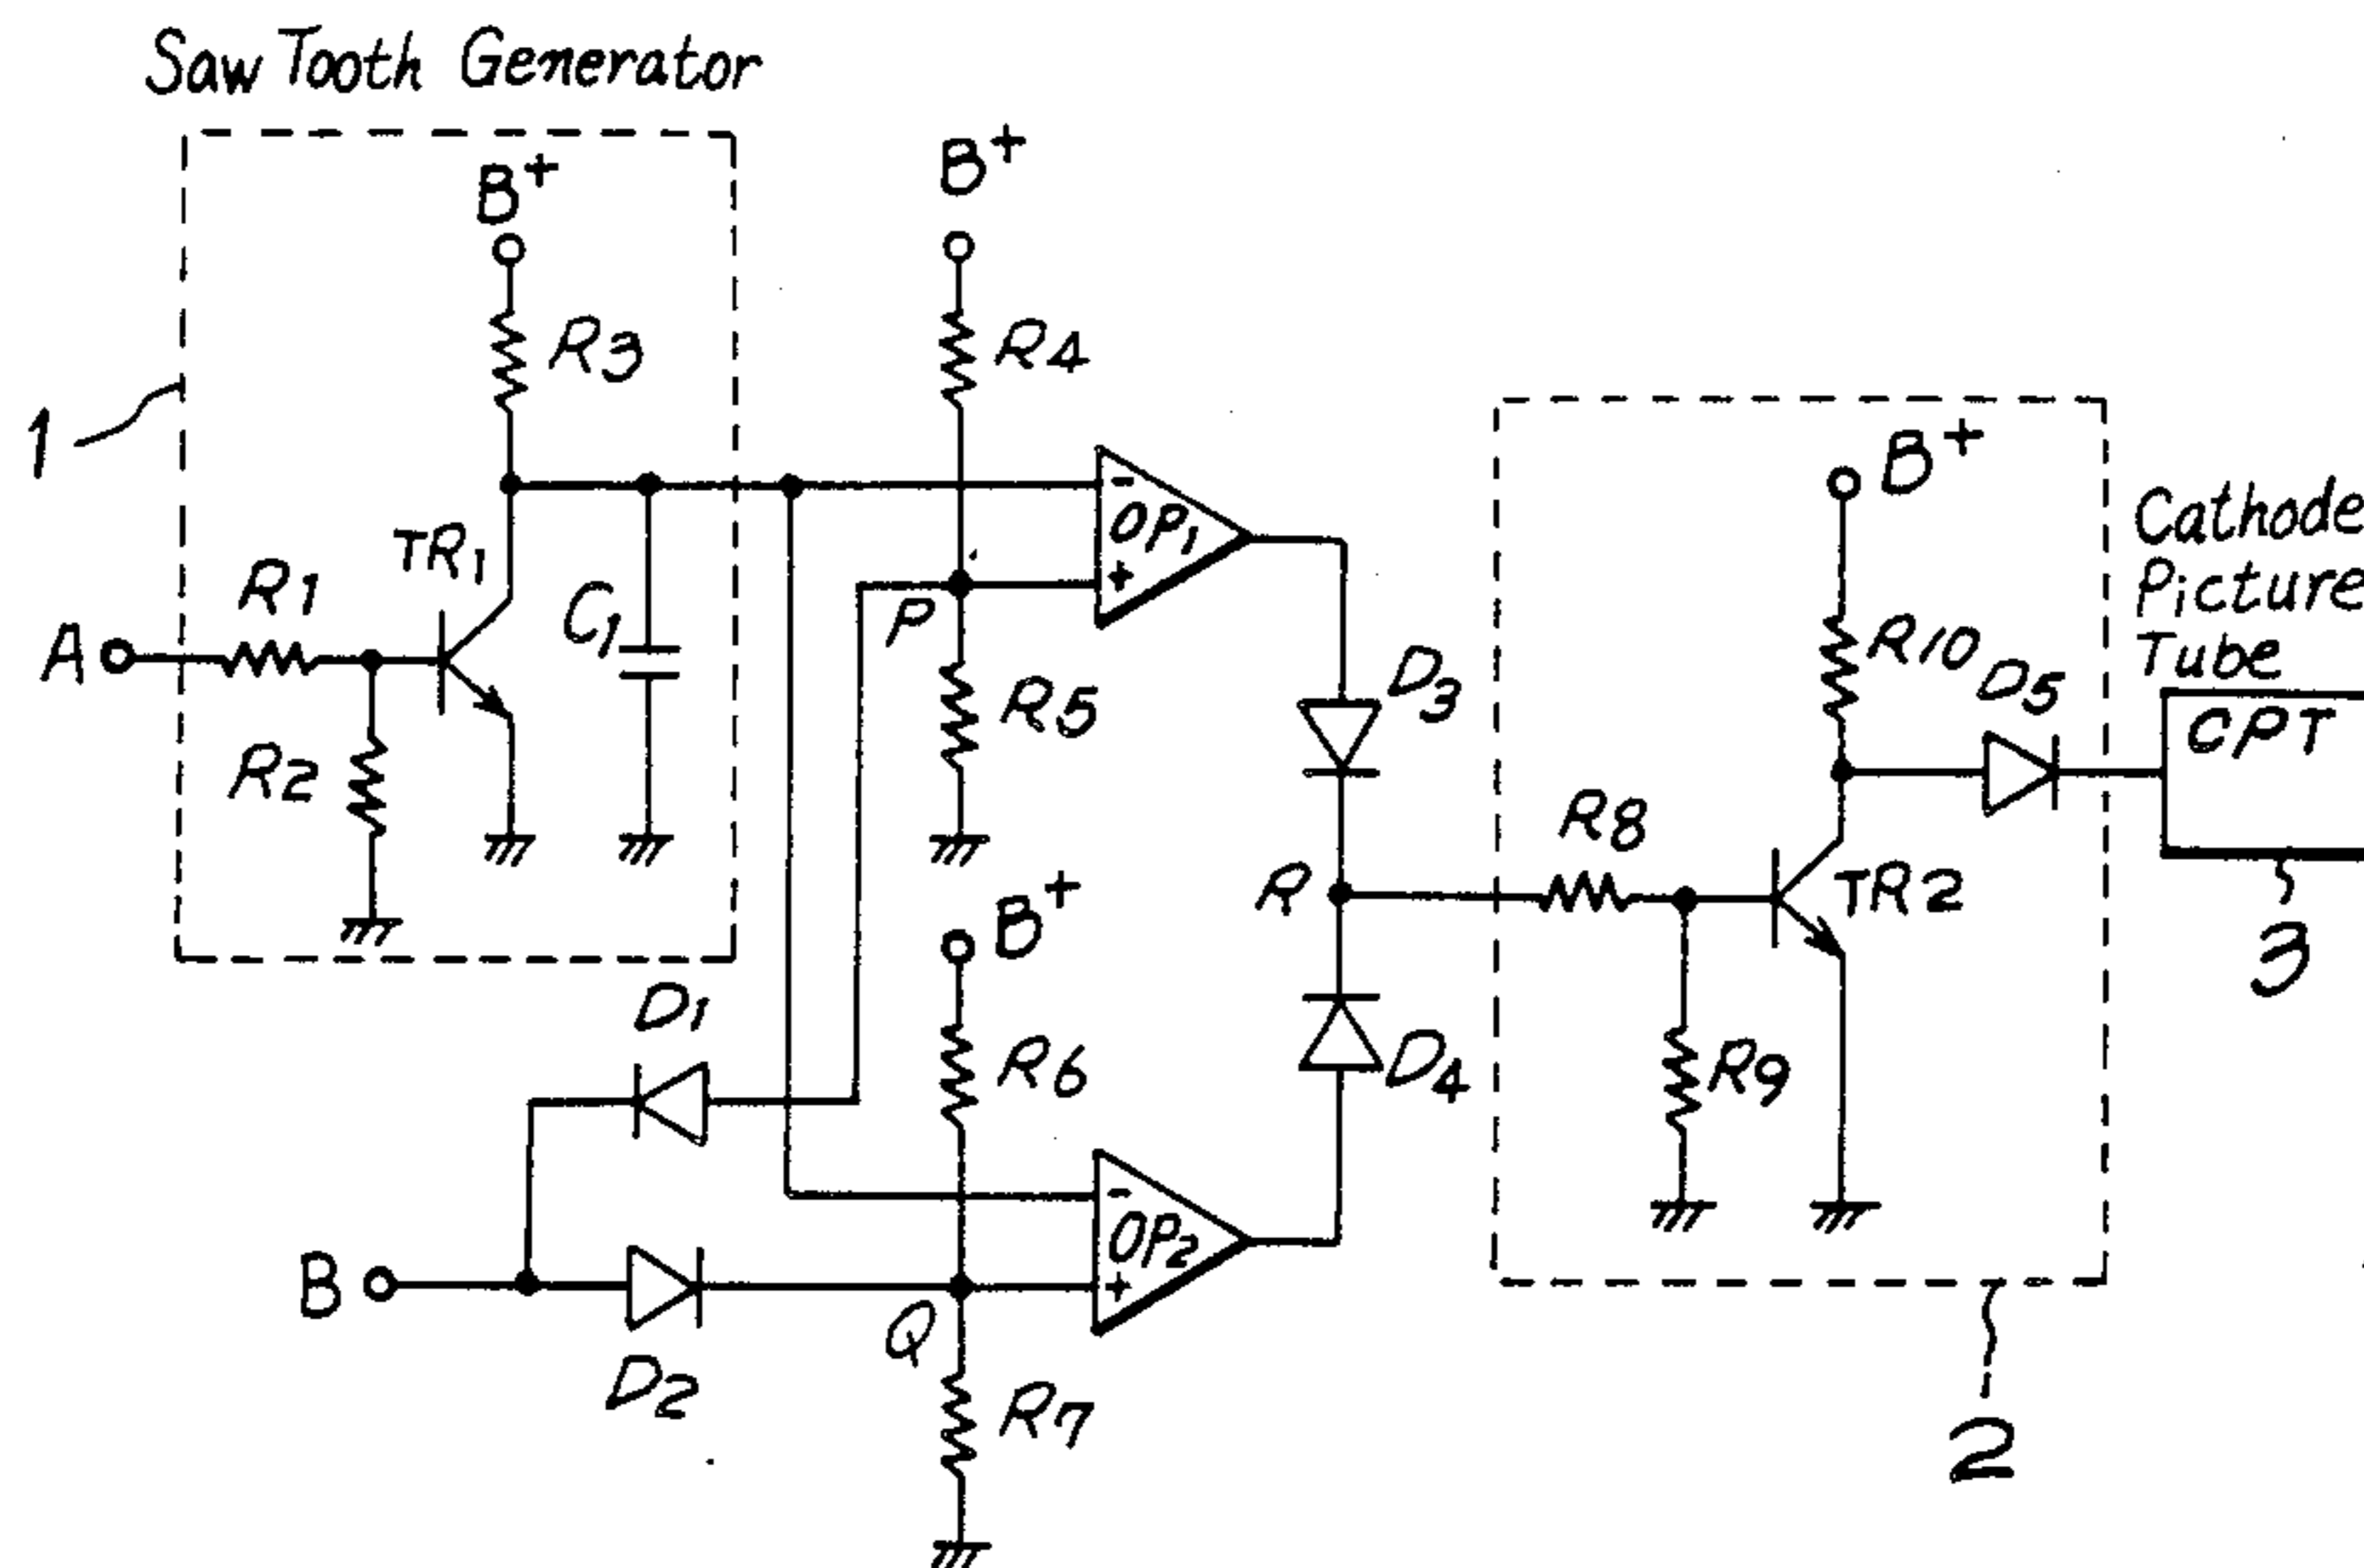 Saw Tooth Generator
B+
B+
R3
R4
1
B+
- OP1 +
Cathode
Picture
Tube
TR1
R1
C1
A
P
R10
D5
D3
R5
CPT
R2
R8
R
TR2
B+
3
D1
R6
D4
R9
- OP2 +
B
Q
D2
R7
2